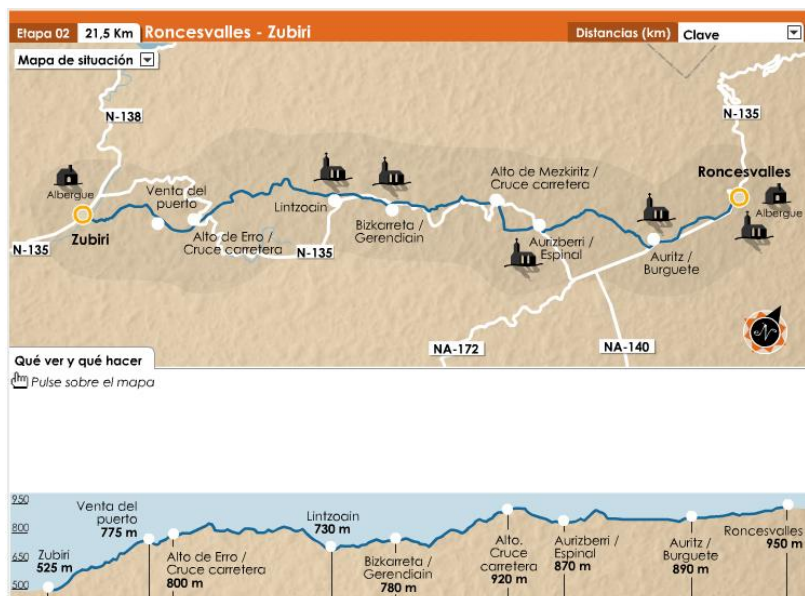 Etapa 02 21,5 Km Roncesvalles - Zubiri Distancias (km) Clave
Mapa de situación
N-138
N-135
Roncesvalles
Albergue
Albergue
Zubiri
N-135
Venta del
puerto
Alto de Erro /
Cruce carretera
Lintzoain
N-135
Bizkarreta /
Gerendiain
Alto de Mezkiritz /
Cruce carretera
Aurizberri /
Espinal
Auritz /
Burguete
NA-172
NA-140
N
Qué ver y qué hacer
Pulse sobre el mapa
950
800
650
500
Zubiri
525 m
Venta del
puerto
775 m
Alto de Erro /
Cruce carretera
800 m
Lintzoain
730 m
Bizkarreta /
Gerendiain
780 m
Alto.
Cruce
carretera
920 m
Aurizberri /
Espinal
870 m
Auritz /
Burguete
890 m
Roncesvalles
950 m